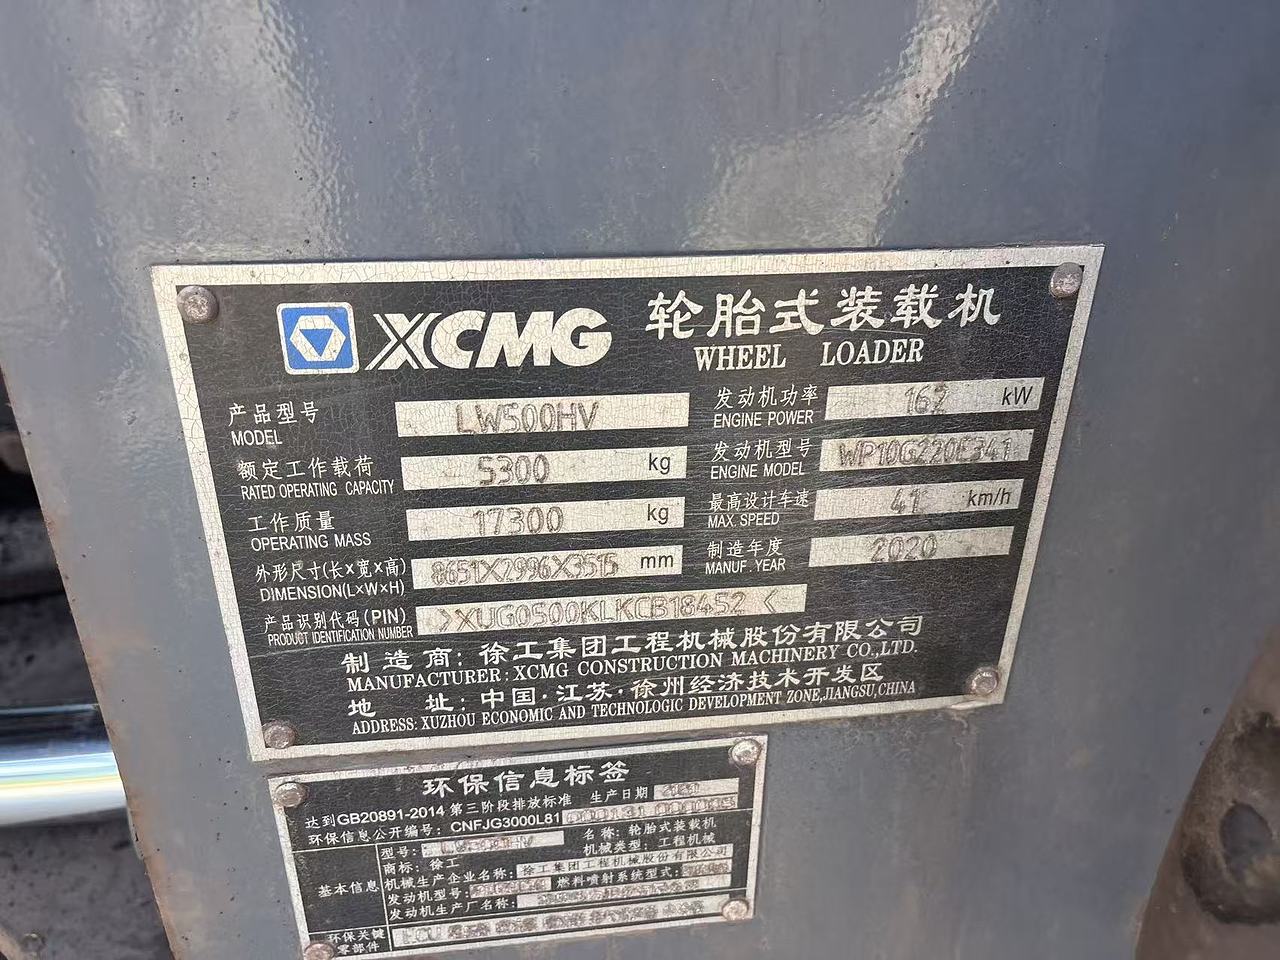 XCMG 轮胎式装载机
WHEEL LOADER
产品型号 LW500HV
MODEL
发动机功率 162 kW
ENGINE POWER
额定工作载荷 5300 kg
RATED OPERATING CAPACITY
发动机型号 WP10G220E341
ENGINE MODEL
工作质量 17300 kg
OPERATING MASS
最高设计车速 41 km/h
MAX. SPEED
外形尺寸(长×宽×高) 8651X2996X3515 mm
DIMENSION(L×W×H)
制造年度 2020
MANUF. YEAR
产品识别代码(PIN) >XUG0500KLKCB18452<
PRODUCT IDENTIFICATION NUMBER
制造商:徐工集团工程机械股份有限公司
MANUFACTURER:XCMG CONSTRUCTION MACHINERY CO.,LTD.
地址:中国·江苏·徐州经济技术开发区
ADDRESS: XUZHOU ECONOMIC AND TECHNOLOGIC DEVELOPMENT ZONE,JIANGSU,CHINA
环保信息标签
达到GB20891-2014 第三阶段排放标准 生产日期
环保信息公开编号: CNFJG3000L81
基本信息
型号: 名称: 轮胎式装载机
商标: 徐工 机械类型: 工程机械
机械生产企业名称: 徐工集团工程机械股份有限公司
发动机型号: 燃料喷射系统型式:
发动机生产厂名称:
环保关键
零部件 ECU